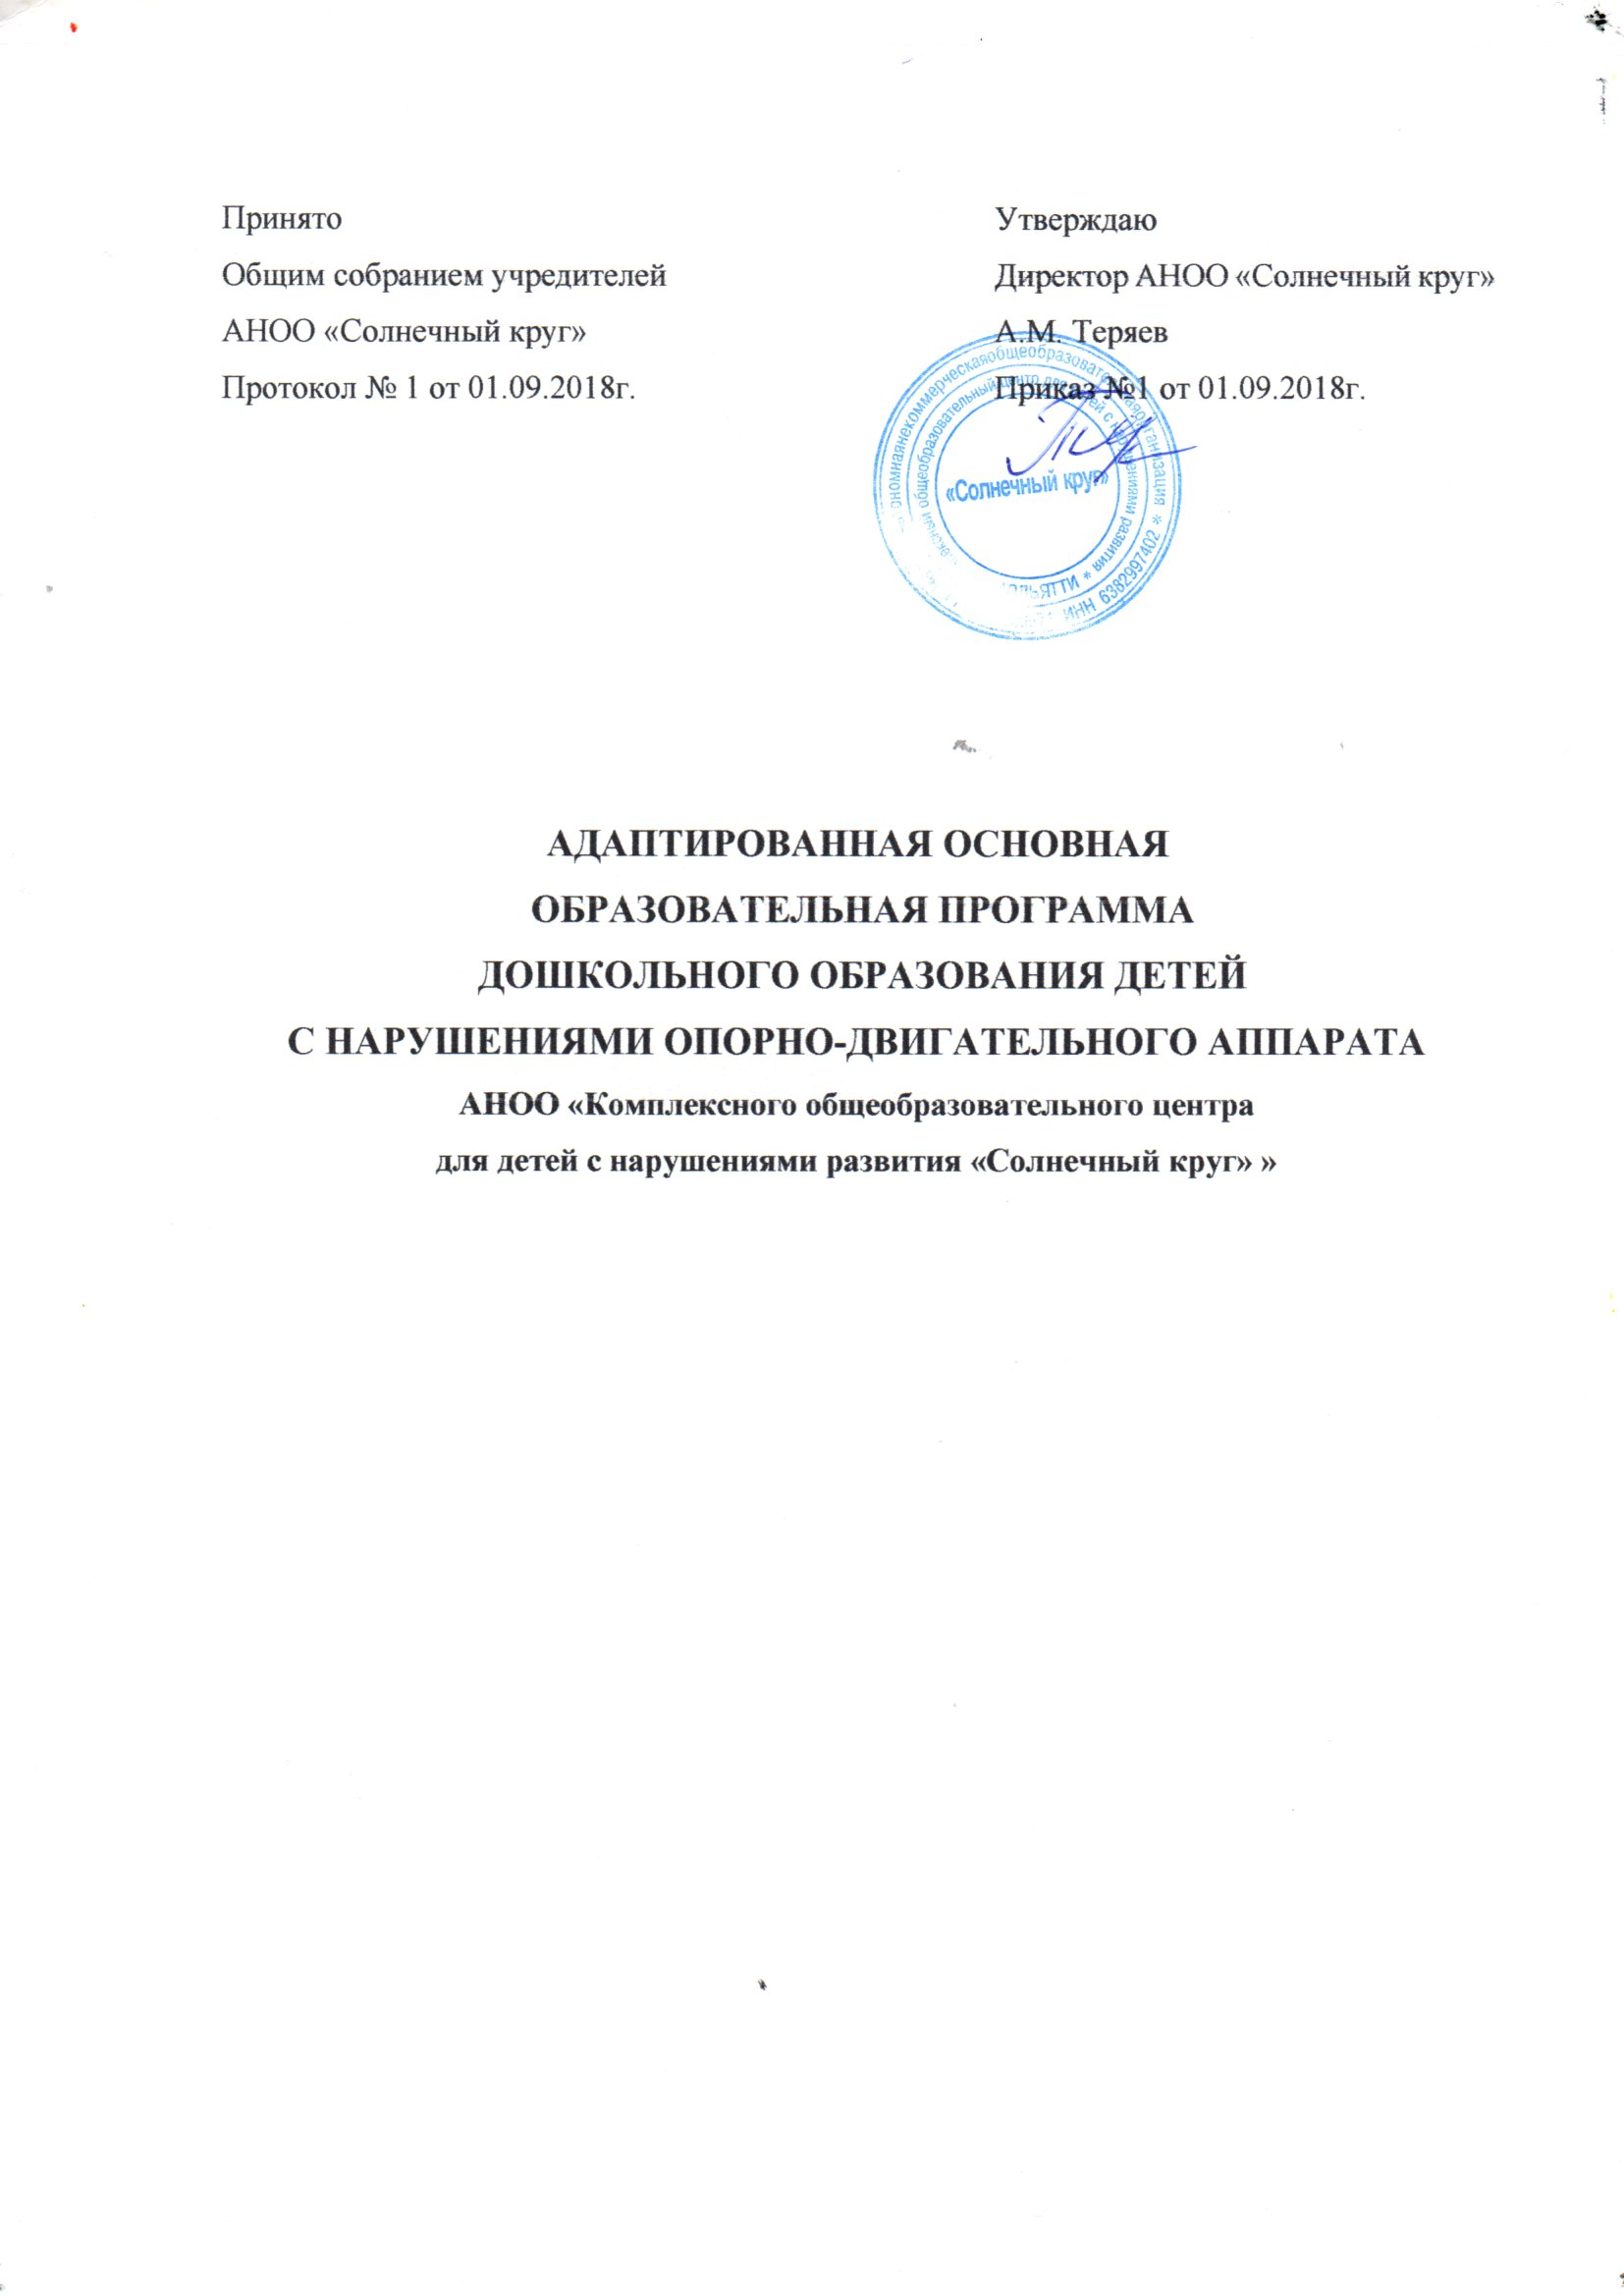 Принято
Общим собранием учредителей
АНОО «Солнечный круг»
Протокол № 1 от 01.09.2018г.
Утверждаю
Директор АНОО «Солнечный круг»
А.М. Теряев
Приказ №1 от 01.09.2018г.
«Солнечный круг»
ИНН 6382997402
АДАПТИРОВАННАЯ ОСНОВНАЯ
ОБРАЗОВАТЕЛЬНАЯ ПРОГРАММА
ДОШКОЛЬНОГО ОБРАЗОВАНИЯ ДЕТЕЙ
С НАРУШЕНИЯМИ ОПОРНО-ДВИГАТЕЛЬНОГО АППАРАТА
АНОО «Комплексного общеобразовательного центра
для детей с нарушениями развития «Солнечный круг» »